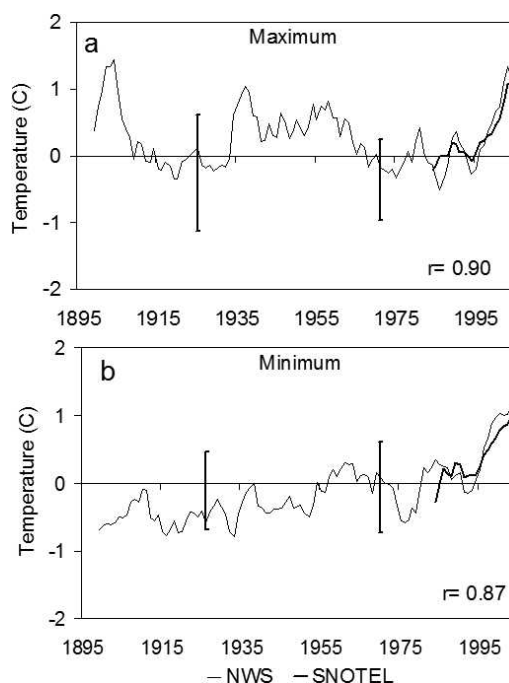 a
Maximum
Temperature (C)
2
1
0
-1
-2
r= 0.90
1895 1915 1935 1955 1975 1995
b
Minimum
Temperature (C)
2
1
0
-1
-2
r= 0.87
1895 1915 1935 1955 1975 1995
— NWS — SNOTEL